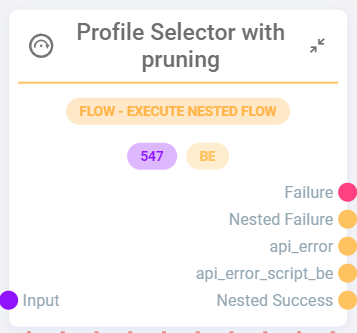 Profile Selector with
pruning
FLOW - EXECUTE NESTED FLOW
547 BE
Failure
Nested Failure
api_error
api_error_script_be
Input Nested Success